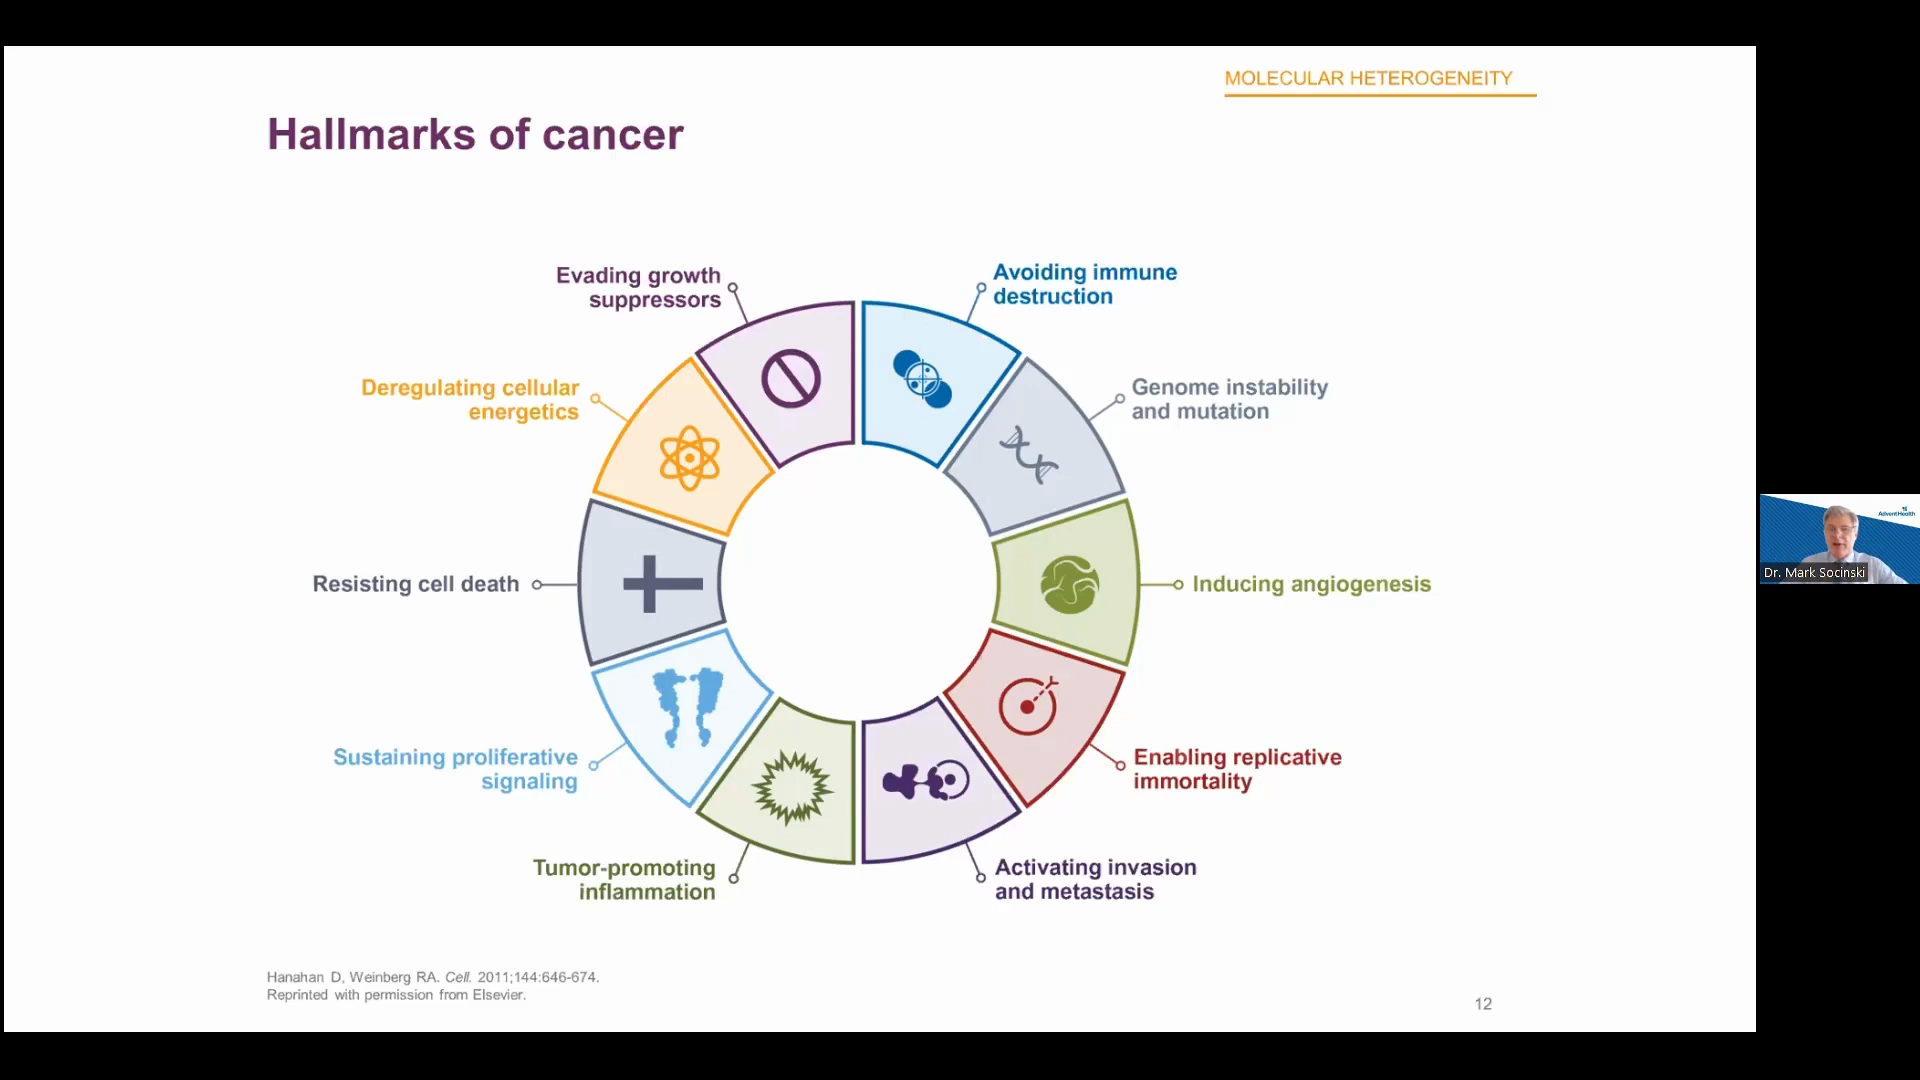 MOLECULAR HETEROGENEITY
Hallmarks of cancer
Evading growth
suppressors
Avoiding immune
destruction
Deregulating cellular
energetics
Genome instability
and mutation
Resisting cell death
Inducing angiogenesis
Sustaining proliferative
signaling
Enabling replicative
immortality
Tumor-promoting
inflammation
Activating invasion
and metastasis
Hanahan D, Weinberg RA. Cell. 2011;144:646-674.
Reprinted with permission from Elsevier.
12
AdventHealth
Dr. Mark Socinski